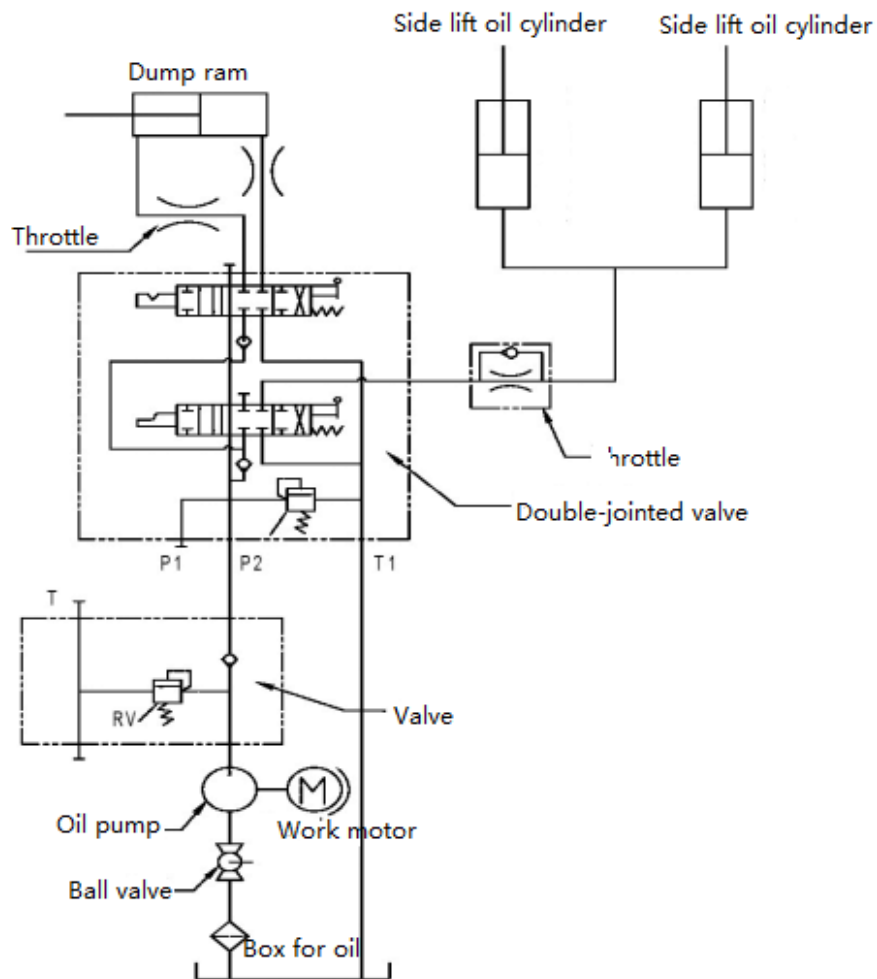 Side lift oil cylinder
Side lift oil cylinder
Dump ram
Throttle
hrottle
Double-jointed valve
P1
P2
T1
T
RV
Valve
Oil pump
Work motor
M
Ball valve
Box for oil